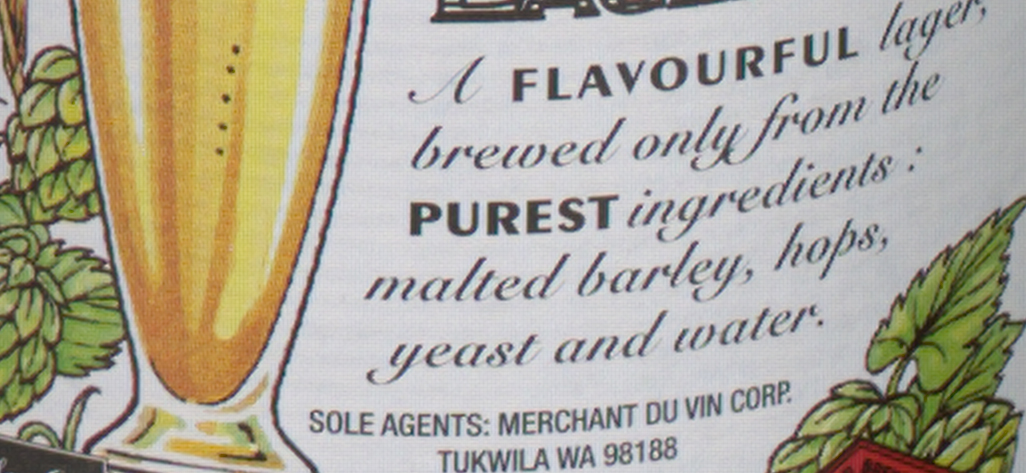 A FLAVOURFUL lager,
brewed only from the
PUREST ingredients :
malted barley, hops,
yeast and water.
SOLE AGENTS: MERCHANT DU VIN CORP.
TUKWILA WA 98188